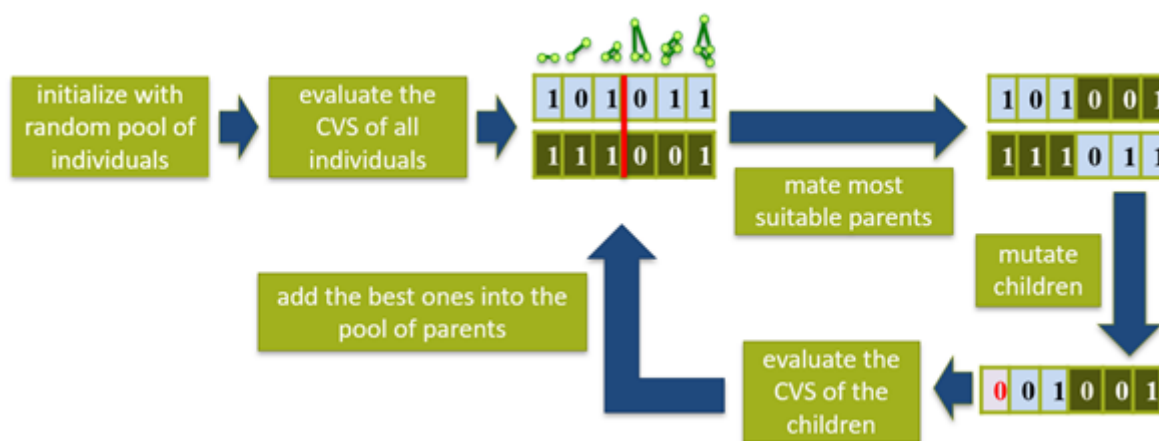 initialize with
random pool of
individuals
evaluate the
CVS of all
individuals
1 0 1 0 1 1
1 1 1 0 0 1
mate most
suitable parents
1 0 1 0 0 1
1 1 1 0 1 1
mutate
children
0 0 1 0 0 1
evaluate the
CVS of the
children
add the best ones into the
pool of parents